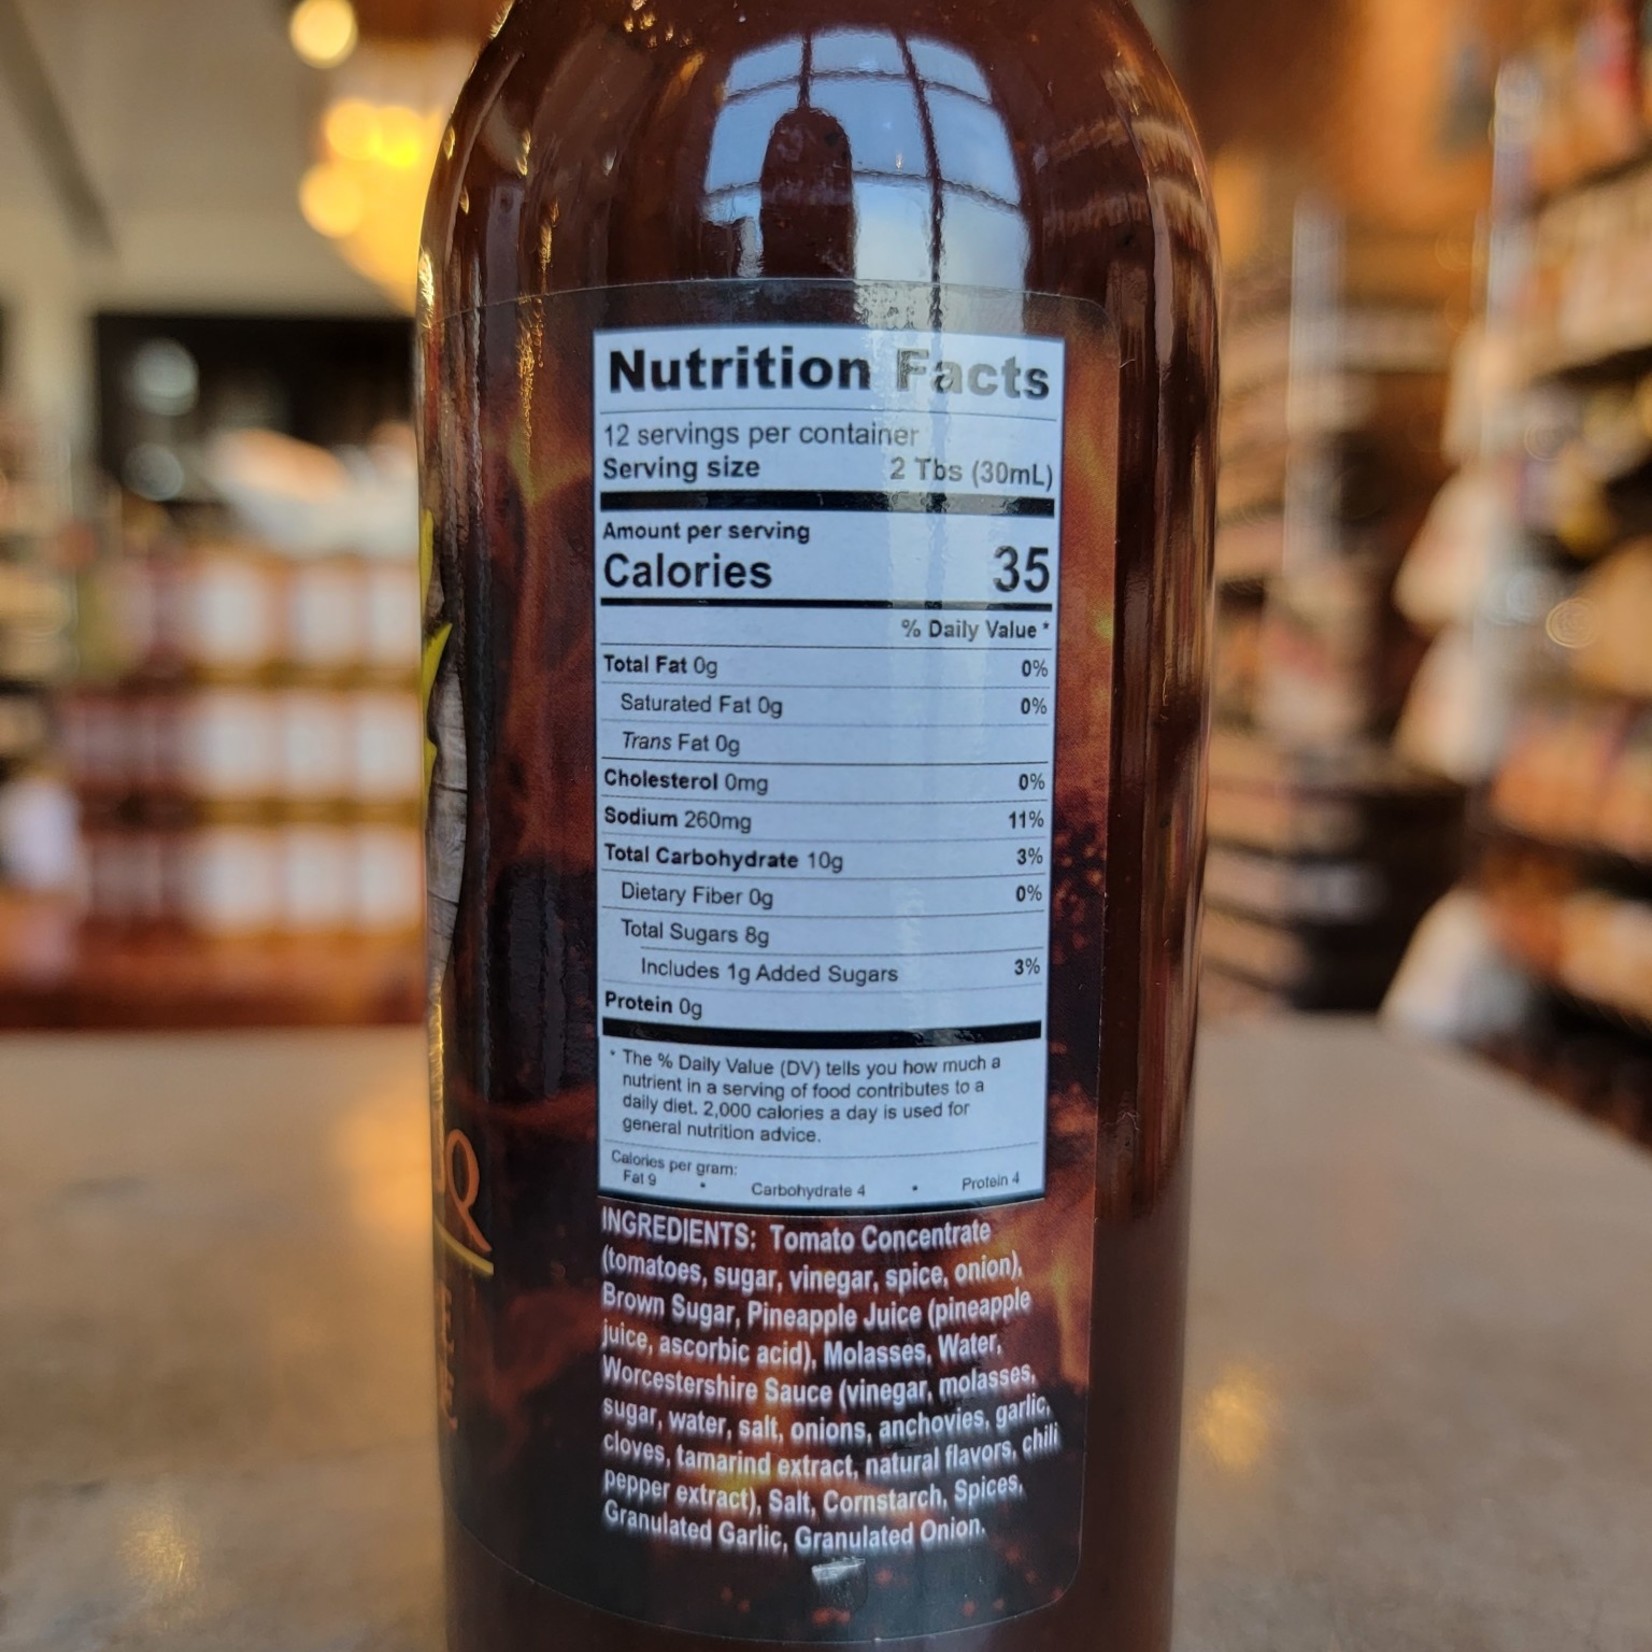 Nutrition Facts
12 servings per container
Serving size 2 Tbs (30mL)
Amount per serving
Calories 35
% Daily Value *
Total Fat 0g 0%
Saturated Fat 0g 0%
Trans Fat 0g
Cholesterol 0mg 0%
Sodium 260mg 11%
Total Carbohydrate 10g 3%
Dietary Fiber 0g 0%
Total Sugars 8g
Includes 1g Added Sugars 3%
Protein 0g
* The % Daily Value (DV) tells you how much a
nutrient in a serving of food contributes to a
daily diet. 2,000 calories a day is used for
general nutrition advice.
Calories per gram:
Fat 9 • Carbohydrate 4 • Protein 4
INGREDIENTS: Tomato Concentrate
(tomatoes, sugar, vinegar, spice, onion),
Brown Sugar, Pineapple Juice (pineapple
juice, ascorbic acid), Molasses, Water,
Worcestershire Sauce (vinegar, molasses,
sugar, water, salt, onions, anchovies, garlic,
cloves, tamarind extract, natural flavors, chili
pepper extract), Salt, Cornstarch, Spices,
Granulated Garlic, Granulated Onion.